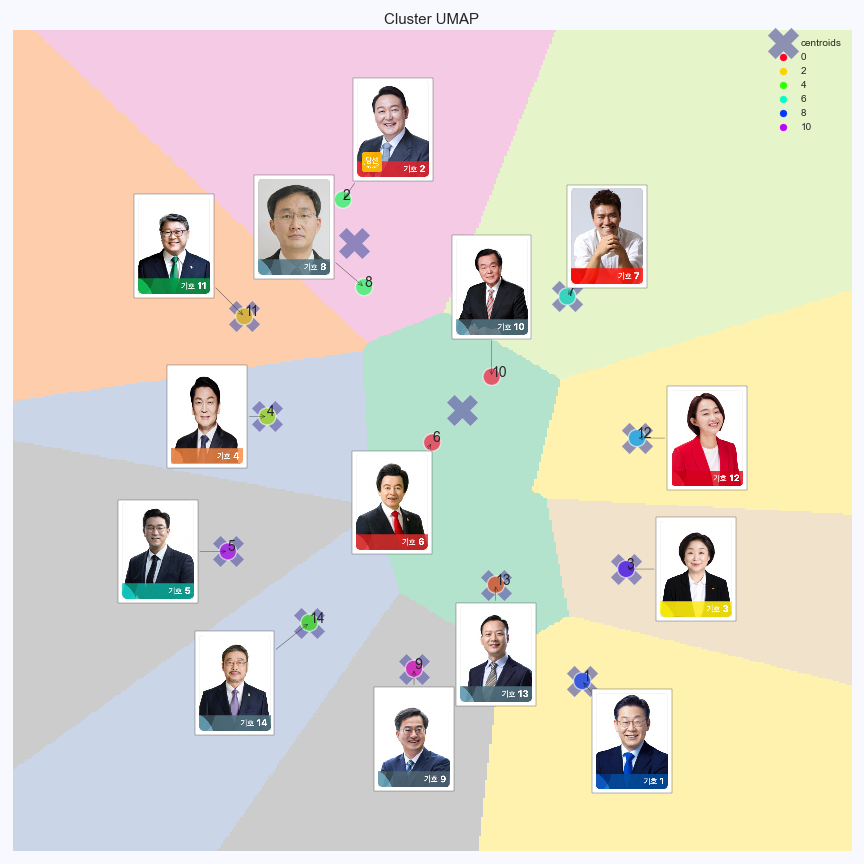 Cluster UMAP
centroids
0
2
4
6
8
10
당선
기호 2
2
기호 8
8
기호 11
11
기호 7
7
기호 10
10
기호 4
4
기호 12
12
6
기호 6
기호 5
5
기호 3
3
13
기호 13
14
기호 14
9
기호 9
1
기호 1